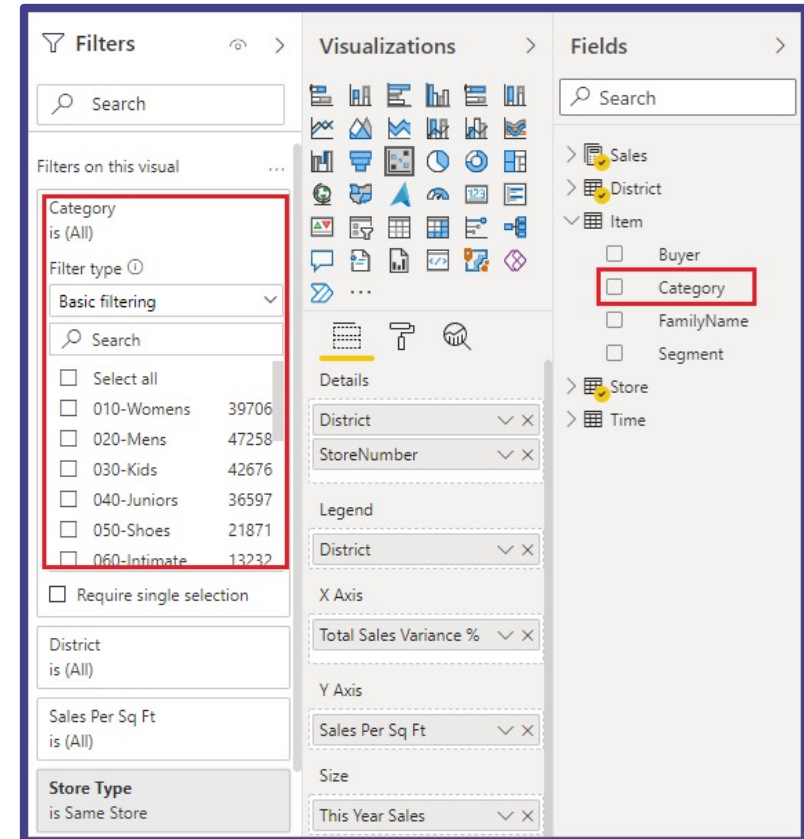 Filters
Search
Filters on this visual
...
Category
is (All)
Filter type
Basic filtering
Search
Select all
010-Womens 39706
020-Mens 47258
030-Kids 42676
040-Juniors 36597
050-Shoes 21871
060-Intimate 13232
Require single selection
District
is (All)
Sales Per Sq Ft
is (All)
Store Type
is Same Store
Visualizations
123
...
Details
District
StoreNumber
Legend
District
X Axis
Total Sales Variance %
Y Axis
Sales Per Sq Ft
Size
This Year Sales
Fields
Search
Sales
District
Item
Buyer
Category
FamilyName
Segment
Store
Time